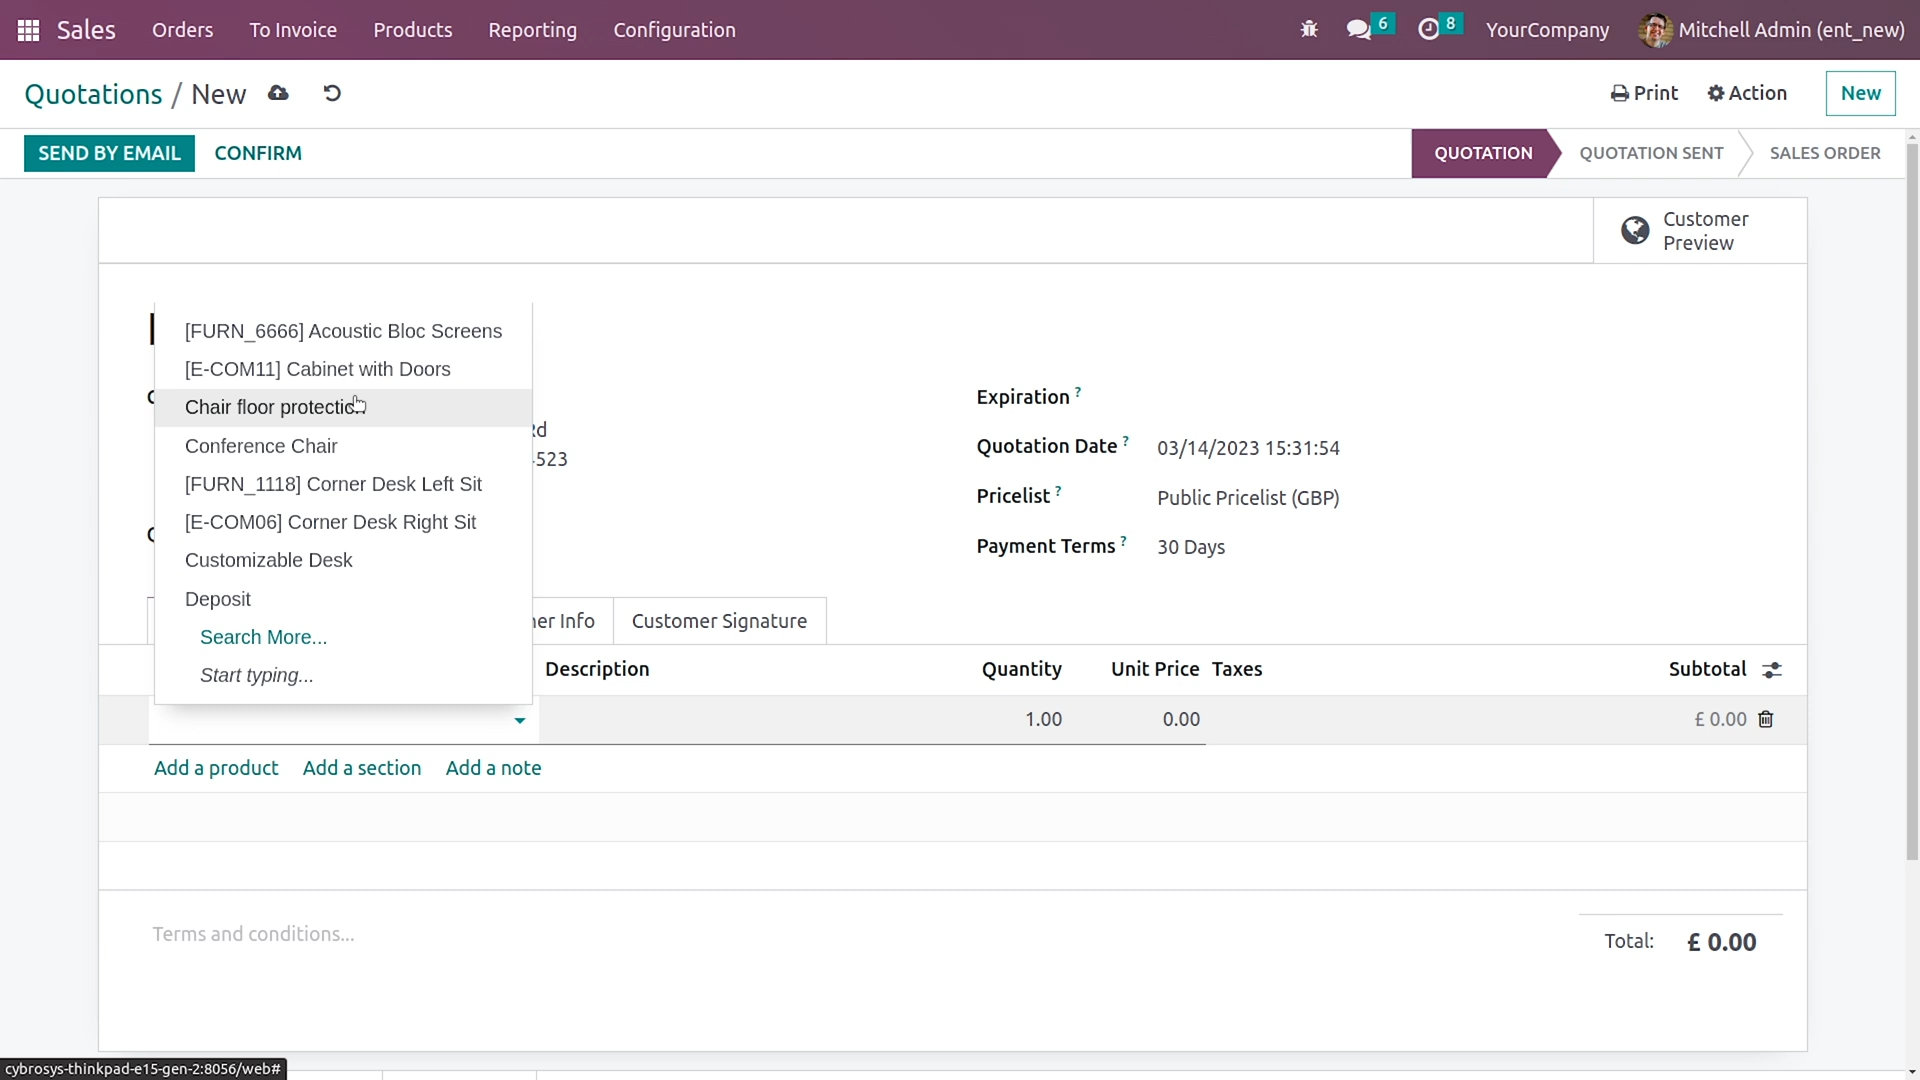 Sales Orders To Invoice Products Reporting Configuration 6 8 YourCompany Mitchell Admin (ent_new)
Quotations / New Print Action New
SEND BY EMAIL CONFIRM QUOTATION QUOTATION SENT SALES ORDER
Customer
Preview
[FURN_6666] Acoustic Bloc Screens
[E-COM11] Cabinet with Doors
Expiration ?
Chair floor protection
Rd
Conference Chair
Quotation Date ? 03/14/2023 15:31:54
523
[FURN_1118] Corner Desk Left Sit
Pricelist ? Public Pricelist (GBP)
[E-COM06] Corner Desk Right Sit
Payment Terms ? 30 Days
Customizable Desk
Deposit
er Info Customer Signature
Search More...
Start typing...
Description Quantity Unit Price Taxes Subtotal
1.00 0.00 £ 0.00
Add a product Add a section Add a note
Terms and conditions...
Total: £ 0.00
cybrosys-thinkpad-e15-gen-2:8056/web#